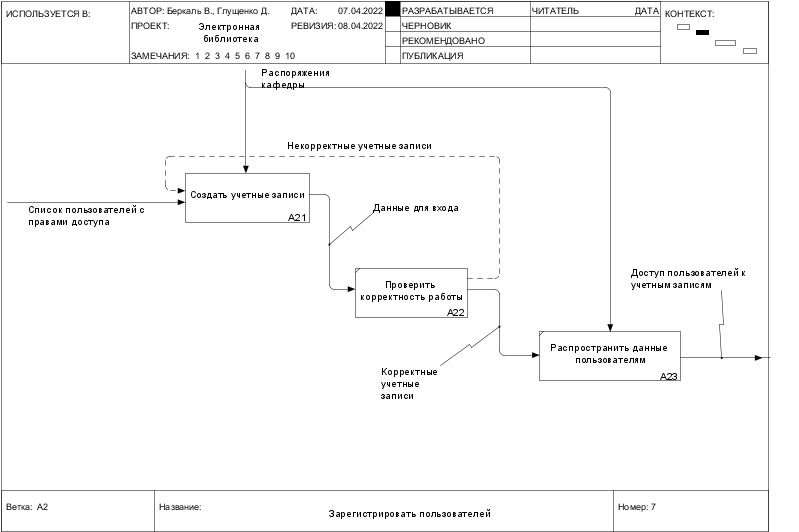 ИСПОЛЬЗУЕТСЯ В:
АВТОР: Беркаль В., Глущенко Д.
ДАТА: 07.04.2022
РАЗРАБАТЫВАЕТСЯ
ЧИТАТЕЛЬ
ДАТА
КОНТЕКСТ:
ПРОЕКТ: Электронная
библиотека
РЕВИЗИЯ: 08.04.2022
ЧЕРНОВИК
РЕКОМЕНДОВАНО
ЗАМЕЧАНИЯ: 1 2 3 4 5 6 7 8 9 10
ПУБЛИКАЦИЯ
Распоряжения
кафедры
Некорректные учетные записи
Создать учетные записи
A21
Список пользователей с
правами доступа
Данные для входа
Проверить
корректность работы
A22
Доступ пользователей к
учетным записям
Распространить данные
пользователям
A23
Корректные
учетные
записи
Ветка: A2
Название:
Зарегистрировать пользователей
Номер: 7